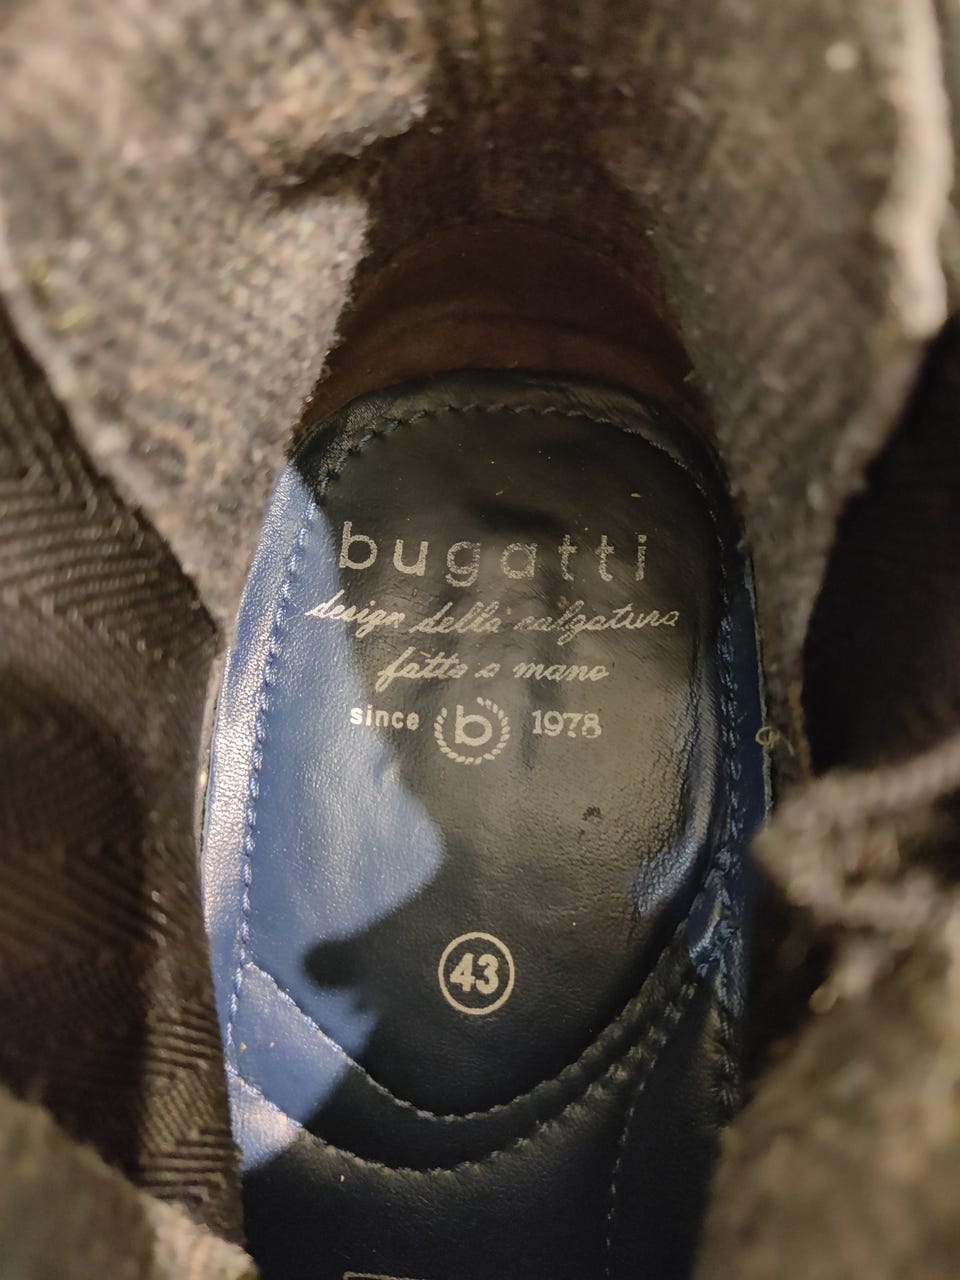 bugatti
design della calzatura
fatto a mano
since b 1978
43